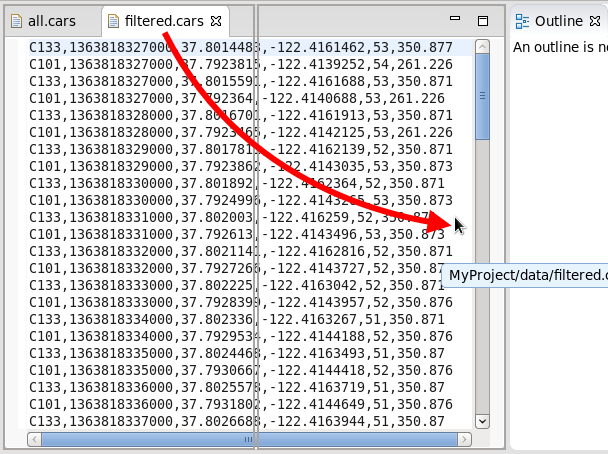 all.cars
filtered.cars
Outline
C133,1363818327000,37.8014483,-122.4161462,53,350.877
C101,1363818327000,37.7923815,-122.4139252,54,261.226
C133,1363818327000,37.8015591,-122.4161688,53,350.871
C101,1363818327000,37.792364,-122.4140688,53,261.226
C133,1363818328000,37.8016701,-122.4161913,53,350.871
C101,1363818328000,37.7923465,-122.4142125,53,261.226
C133,1363818329000,37.8017811,-122.4162139,53,350.871
C101,1363818329000,37.7923862,-122.4143035,53,350.873
C133,1363818330000,37.801892,-122.4162364,52,350.871
C101,1363818330000,37.7924996,-122.4143265,53,350.873
C133,1363818331000,37.802003,-122.416259,52,350.87
C101,1363818331000,37.792613,-122.4143496,53,350.873
C133,1363818332000,37.8021141,-122.4162816,52,350.871
C101,1363818332000,37.7927266,-122.4143727,52,350.87
C133,1363818333000,37.802225,-122.4163042,52,350.871
C101,1363818333000,37.7928399,-122.4143957,52,350.876
C133,1363818334000,37.802336,-122.4163267,51,350.871
C101,1363818334000,37.7929534,-122.4144188,52,350.876
C133,1363818335000,37.8024468,-122.4163493,51,350.87
C101,1363818335000,37.7930667,-122.4144418,52,350.876
C133,1363818336000,37.8025578,-122.4163719,51,350.87
C101,1363818336000,37.7931802,-122.4144649,51,350.876
C133,1363818337000,37.8026688,-122.4163944,51,350.87
An outline is no
MyProject/data/filtered.c